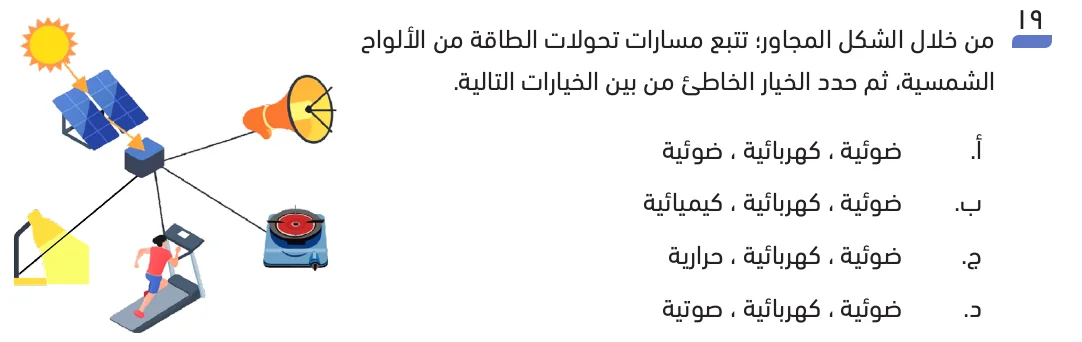 ١٩
من خلال الشكل المجاور؛ تتبع مسارات تحولات الطاقة من الألواح
الشمسية، ثم حدد الخيار الخاطئ من بين الخيارات التالية.
أ. ضوئية ، كهربائية ، ضوئية
ب. ضوئية ، كهربائية ، كيميائية
ج. ضوئية ، كهربائية ، حرارية
د. ضوئية ، كهربائية ، صوتية